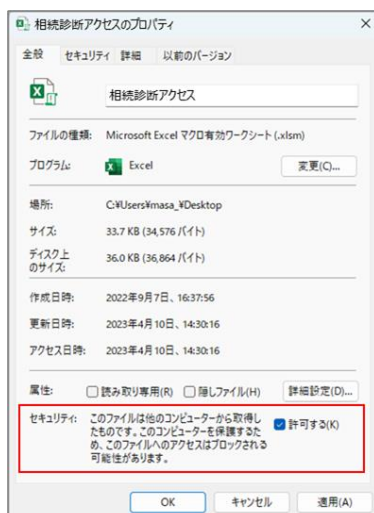 相続診断アクセスのプロパティ
全般 セキュリティ 詳細 以前のバージョン
相続診断アクセス
ファイルの種類: Microsoft Excel マクロ有効ワークシート (.xlsm)
プログラム: Excel 変更(C)...
場所: C:¥Users¥masa_¥Desktop
サイズ: 33.7 KB (34,576 バイト)
ディスク上
のサイズ: 36.0 KB (36,864 バイト)
作成日時: 2022年9月7日、16:37:56
更新日時: 2023年4月10日、14:30:16
アクセス日時: 2023年4月10日、14:30:16
属性: 読み取り専用(R) 隠しファイル(H) 詳細設定(D)...
セキュリティ: このファイルは他のコンピューターから取得し 許可する(K)
たものです。このコンピューターを保護するた
め、このファイルへのアクセスはブロックされる
可能性があります。
OK キャンセル 適用(A)